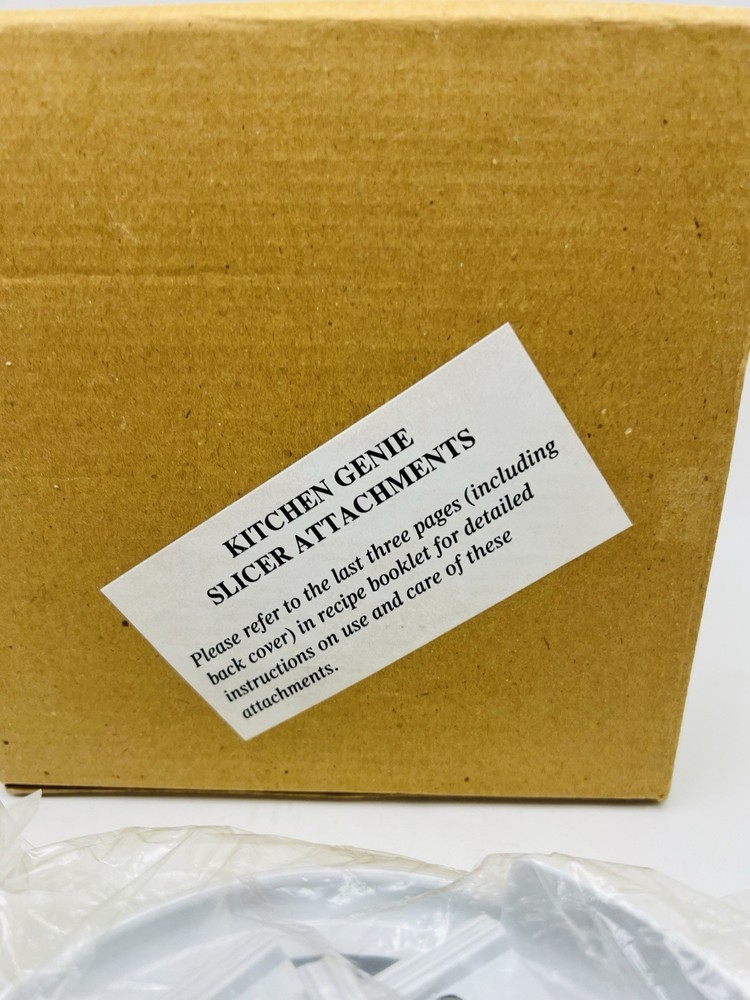 KITCHEN GENIE
SLICER ATTACHMENTS
Please refer to the last three pages (including
back cover) in recipe booklet for detailed
instructions on use and care of these
attachments.